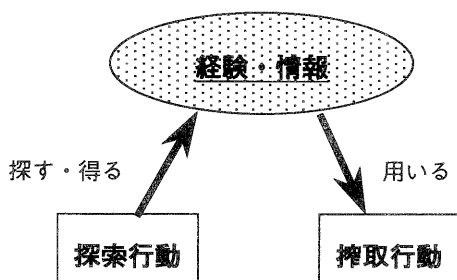 経験・情報
探す・得る
用いる
探索行動
搾取行動